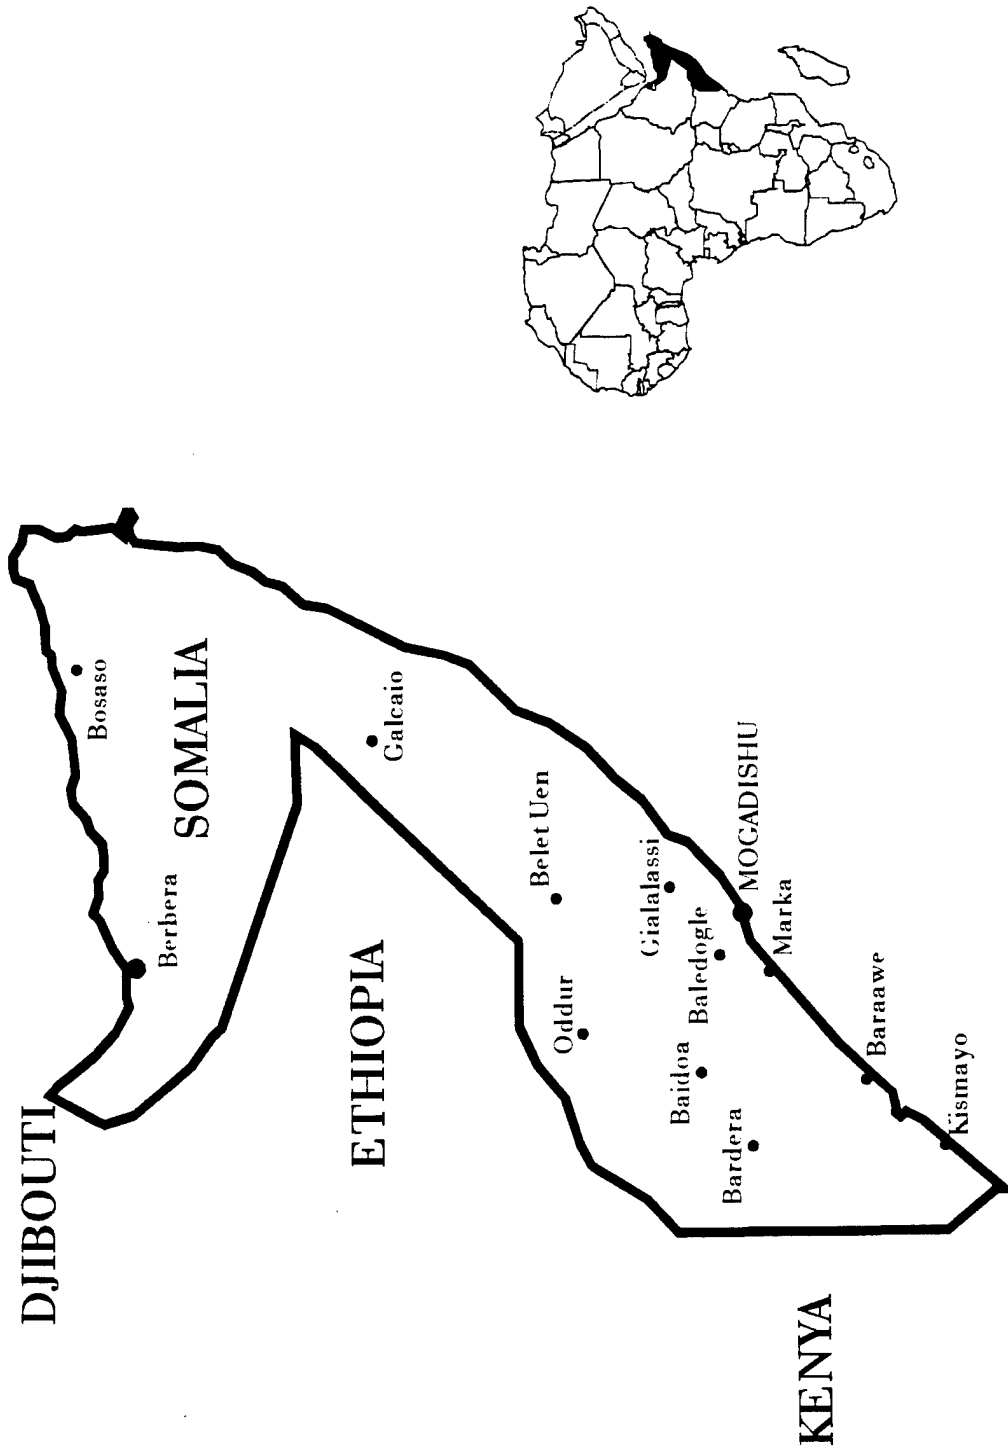 DJIBOUTI
Berbera
Bosaso
SOMALIA
ETHIOPIA
Galcaio
Belet Uen
Oddur
Gialalassi
Baidoa
Baledogle
MOGADISHU
Bardera
Marka
KENYA
Baraawe
Kismayo